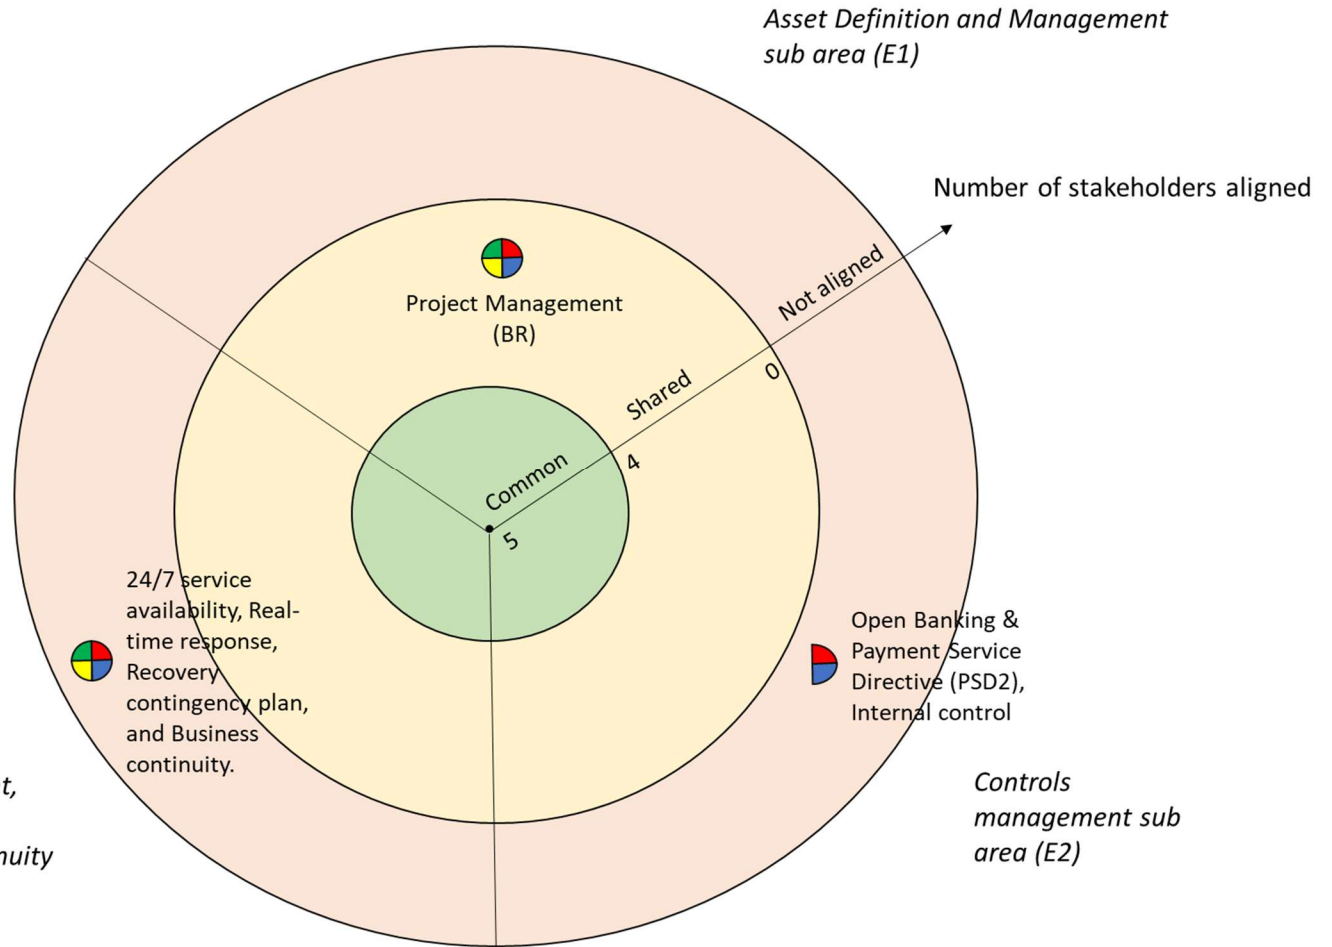 Asset Definition and Management
sub area (E1)
Number of stakeholders aligned
Not aligned
0
Shared
4
Common
5
Project Management
(BR)
24/7 service
availability, Real-
time response,
Recovery
contingency plan,
and Business
continuity.
Open Banking &
Payment Service
Directive (PSD2),
Internal control
Controls
management sub
area (E2)
t,
nuity